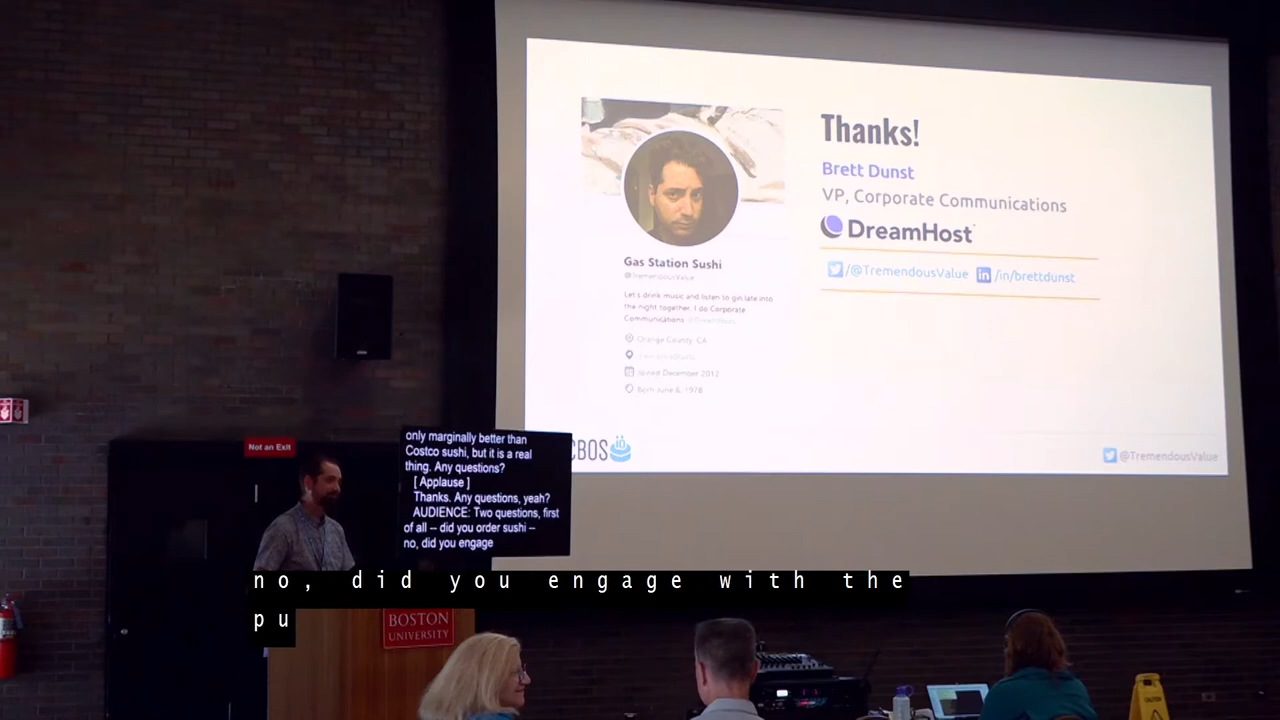 Thanks!
Brett Dunst
VP, Corporate Communications
DreamHost
/@TremendousValue /in/brettdunst
Gas Station Sushi
@TremendousValue
Let's drink music and listen to gin late into
the night together. I do Corporate
Communications
Orange County, CA
Joined December 2012
Born June 6, 1978
CBOS
@TremendousValue
Not an Exit
only marginally better than
Costco sushi, but it is a real
thing. Any questions?
[ Applause ]
Thanks. Any questions, yeah?
AUDIENCE: Two questions, first
of all -- did you order sushi --
no, did you engage
no, did you engage with the
pu
BOSTON
UNIVERSITY
CAUTION